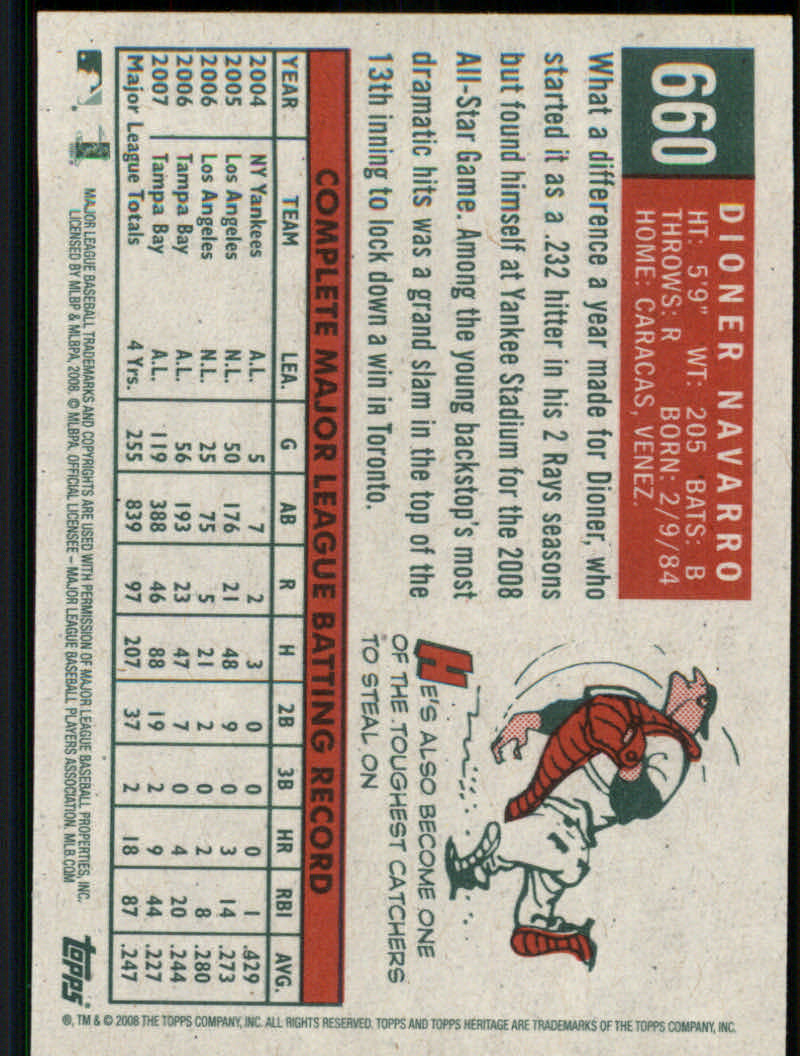 660
DIONER NAVARRO
HT: 5'9" WT: 205 BATS: B
THROWS: R BORN: 2/9/84
HOME: CARACAS, VENEZ.
What a difference a year made for Dioner, who
started it as a .232 hitter in his 2 Rays seasons
but found himself at Yankee Stadium for the 2008
All-Star Game. Among the young backstop's most
dramatic hits was a grand slam in the top of the
13th inning to lock down a win in Toronto.
HE'S ALSO BECOME ONE
OF THE TOUGHEST CATCHERS
TO STEAL ON
COMPLETE MAJOR LEAGUE BATTING RECORD
YEAR TEAM LEA. G AB R H 2B 3B HR RBI AVG.
2004 NY Yankees A.L. 5 7 2 3 0 0 0 1 .429
2005 Los Angeles N.L. 50 176 21 48 9 0 3 14 .273
2006 Los Angeles N.L. 25 75 5 21 2 0 2 8 .280
2006 Tampa Bay A.L. 56 193 23 47 7 0 4 20 .244
2007 Tampa Bay A.L. 119 388 46 88 19 2 9 44 .227
Major League Totals 4 Yrs. 255 839 97 207 37 2 18 87 .247
MAJOR LEAGUE BASEBALL TRADEMARKS AND COPYRIGHTS ARE USED WITH PERMISSION OF MAJOR LEAGUE BASEBALL PROPERTIES, INC.
LICENSED BY MLBP & MLBPA, 2008. © MLBPA. OFFICIAL LICENSEE – MAJOR LEAGUE BASEBALL PLAYERS ASSOCIATION. MLB.COM
topps®
®, TM & © 2008 THE TOPPS COMPANY, INC. ALL RIGHTS RESERVED. TOPPS AND TOPPS HERITAGE ARE TRADEMARKS OF THE TOPPS COMPANY, INC.